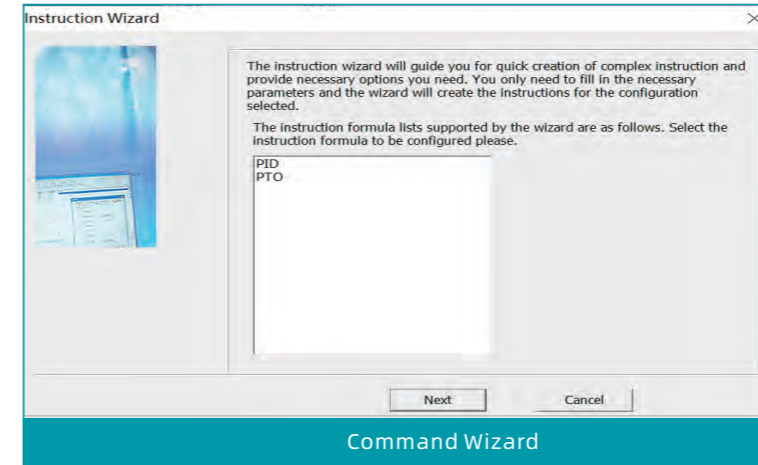 Instruction Wizard
The instruction wizard will guide you for quick creation of complex instruction and
provide necessary options you need. You only need to fill in the necessary
parameters and the wizard will create the instructions for the configuration
selected.
The instruction formula lists supported by the wizard are as follows. Select the
instruction formula to be configured please.
PID
PTO
Next
Cancel
Command Wizard